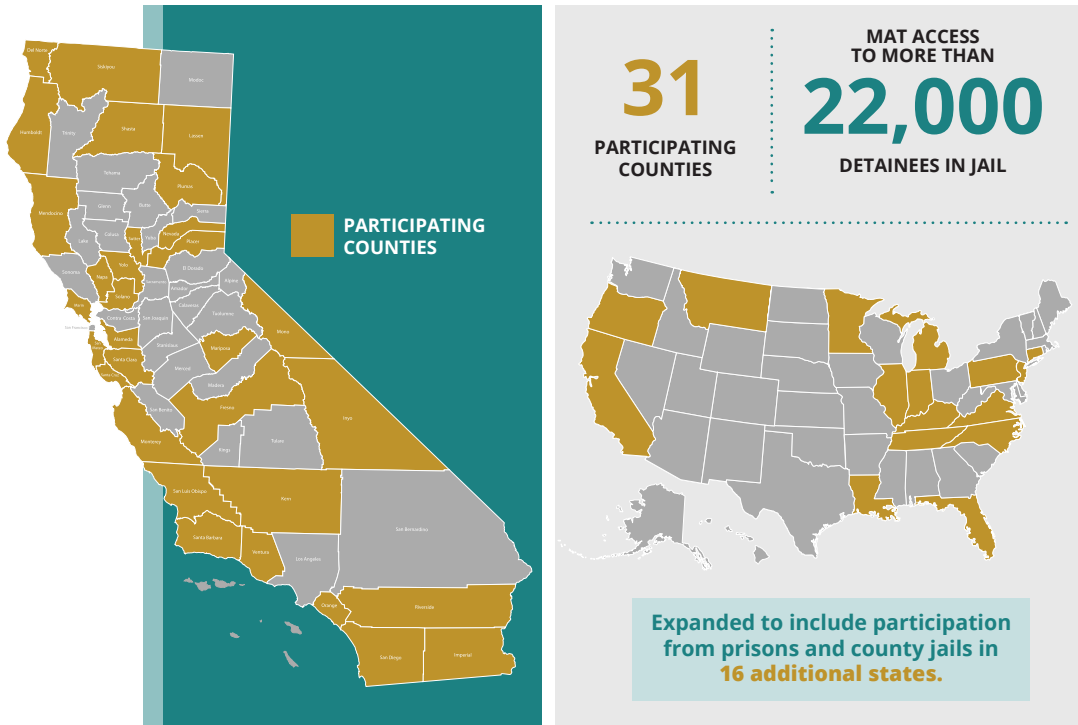 Del Norte
Siskiyou
Modoc
Humboldt
Trinity
Shasta
Lassen
Tehama
Plumas
Mendocino
Glenn
Butte
Sierra
Lake
Colusa
Sutter
Yuba
Nevada
Placer
Sonoma
Napa
Yolo
El Dorado
Sacramento
Amador
Alpine
Solano
Marin
Calaveras
San Francisco
Contra Costa
San Joaquin
Tuolumne
Mono
Alameda
Stanislaus
Mariposa
Santa Clara
Santa Cruz
Merced
Madera
San Benito
Fresno
Inyo
Monterey
Kings
Tulare
San Luis Obispo
Kern
San Bernardino
Santa Barbara
Ventura
Los Angeles
Orange
Riverside
San Diego
Imperial
PARTICIPATING
COUNTIES
31
PARTICIPATING
COUNTIES
MAT ACCESS
TO MORE THAN
22,000
DETAINEES IN JAIL
Expanded to include participation
from prisons and county jails in
16 additional states.